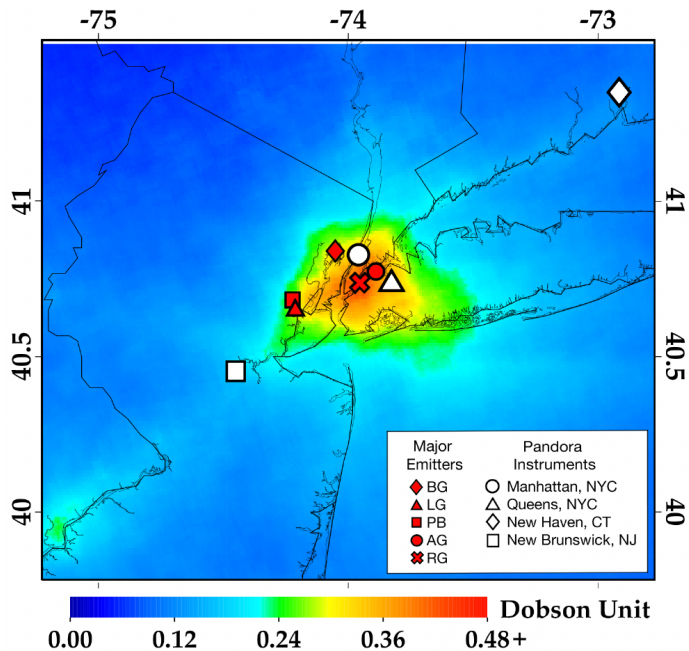 -75 -74 -73
41 41
40.5 40.5
40 40
Major
Emitters
BG
LG
PB
AG
RG
Pandora
Instruments
Manhattan, NYC
Queens, NYC
New Haven, CT
New Brunswick, NJ
Dobson Unit
0.00 0.12 0.24 0.36 0.48+